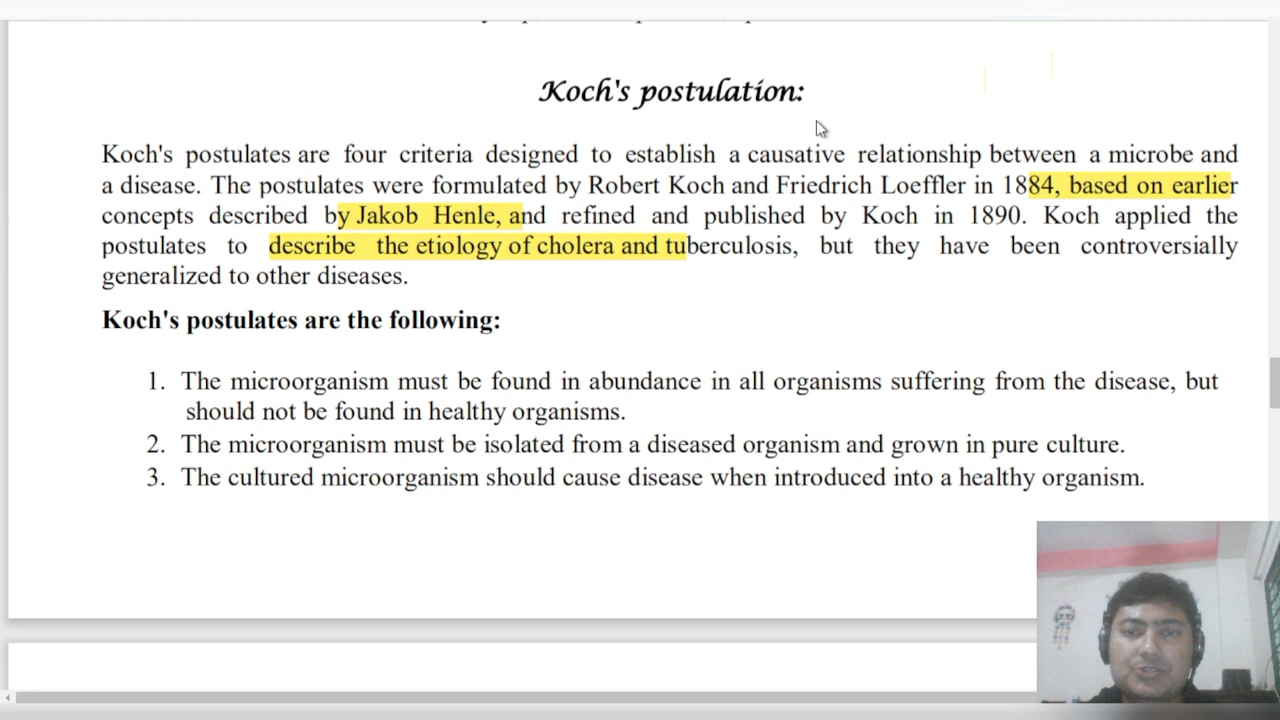 Koch's postulation:
Koch's postulates are four criteria designed to establish a causative relationship between a microbe and
a disease. The postulates were formulated by Robert Koch and Friedrich Loeffler in 1884, based on earlier
concepts described by Jakob Henle, and refined and published by Koch in 1890. Koch applied the
postulates to describe the etiology of cholera and tuberculosis, but they have been controversially
generalized to other diseases.
Koch's postulates are the following:
1. The microorganism must be found in abundance in all organisms suffering from the disease, but
should not be found in healthy organisms.
2. The microorganism must be isolated from a diseased organism and grown in pure culture.
3. The cultured microorganism should cause disease when introduced into a healthy organism.